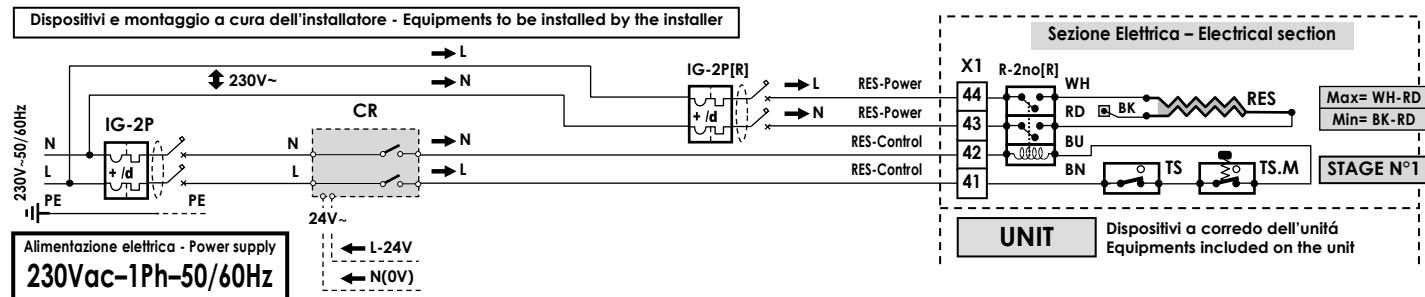 Dispositivi e montaggio a cura dell'installatore - Equipments to be installed by the installer
L
N
230V~
IG-2P[R]
L
N
RES-Power
RES-Power
RES-Control
RES-Control
CR
IG-2P
+ /d
+ /d
N
L
PE
PE
230V~50/60Hz
N
L
N
L
24V~
L-24V
N(0V)
Alimentazione elettrica - Power supply
230Vac–1Ph–50/60Hz
Sezione Elettrica – Electrical section
X1
R-2no[R]
44
43
42
41
WH
RD
BK
BU
BN
RES
TS
TS.M
Max= WH-RD
Min= BK-RD
STAGE N°1
UNIT
Dispositivi a corredo dell'unitá
Equipments included on the unit